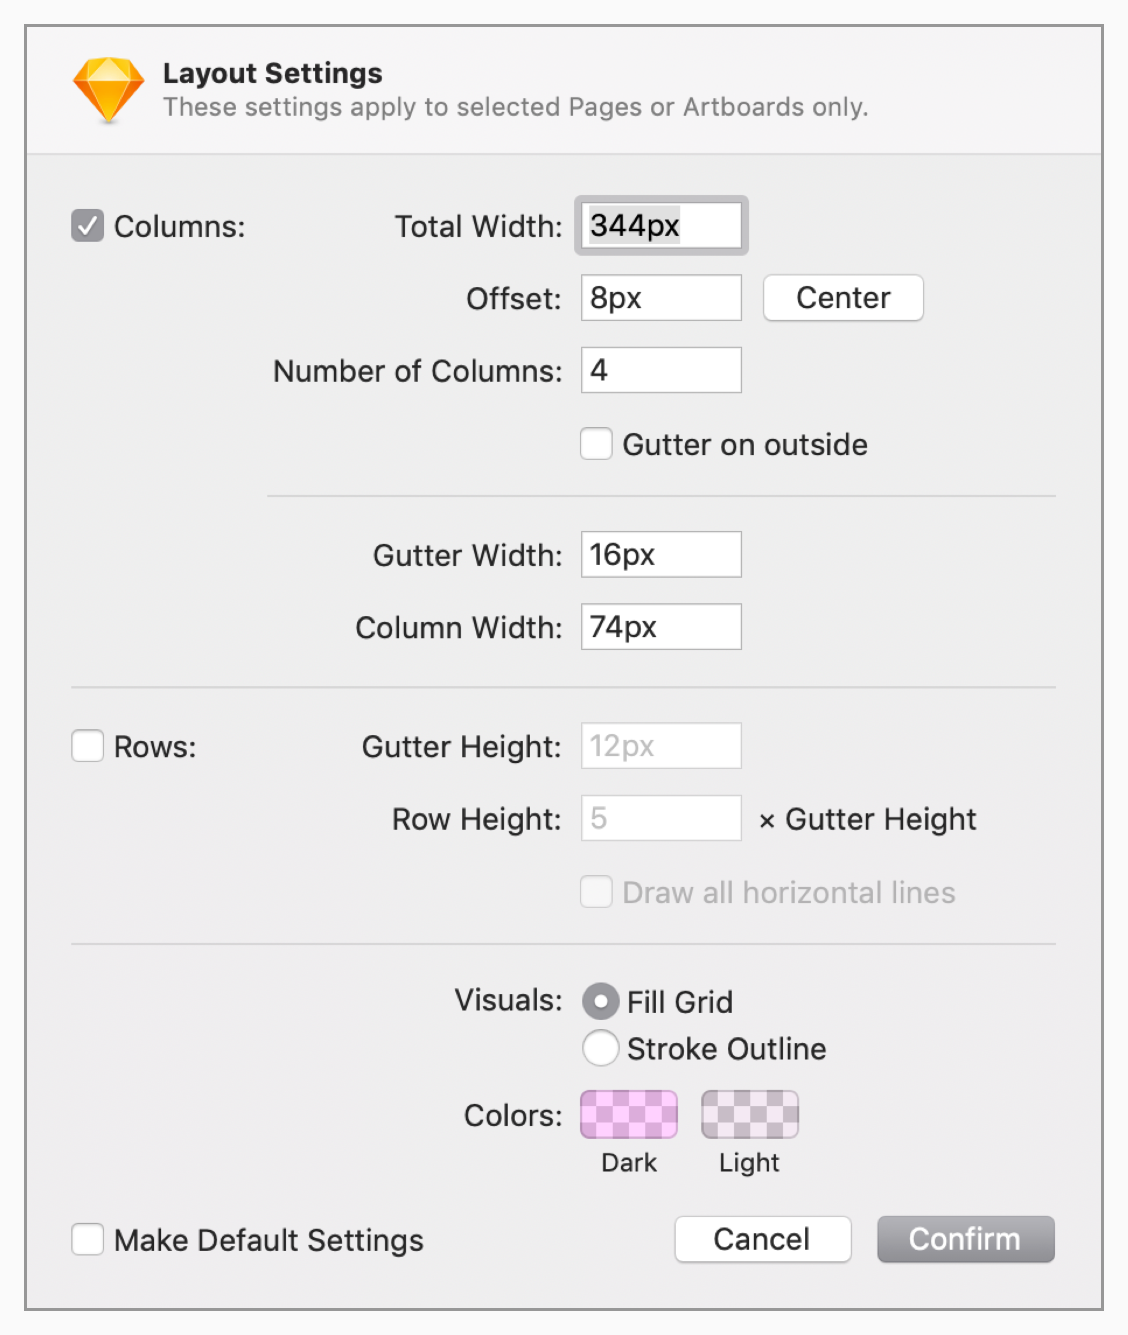 Layout Settings
These settings apply to selected Pages or Artboards only.
Columns: Total Width: 344px
Offset: 8px Center
Number of Columns: 4
Gutter on outside
Gutter Width: 16px
Column Width: 74px
Rows: Gutter Height: 12px
Row Height: 5 × Gutter Height
Draw all horizontal lines
Visuals: Fill Grid
Stroke Outline
Colors:
Dark Light
Make Default Settings Cancel Confirm